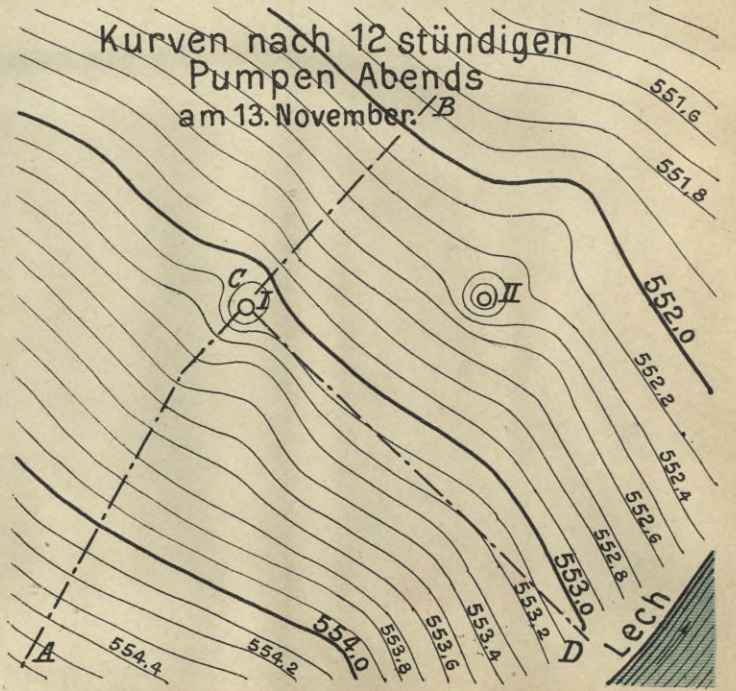 Kurven nach 12 stündigen
Pumpen Abends
am 13. November.
B
551,6
551,8
C
I
II
552,0
552,2
552,4
552,6
552,8
553,0
553,2
553,4
553,6
553,8
554,0
554,2
554,4
A
D
Lech